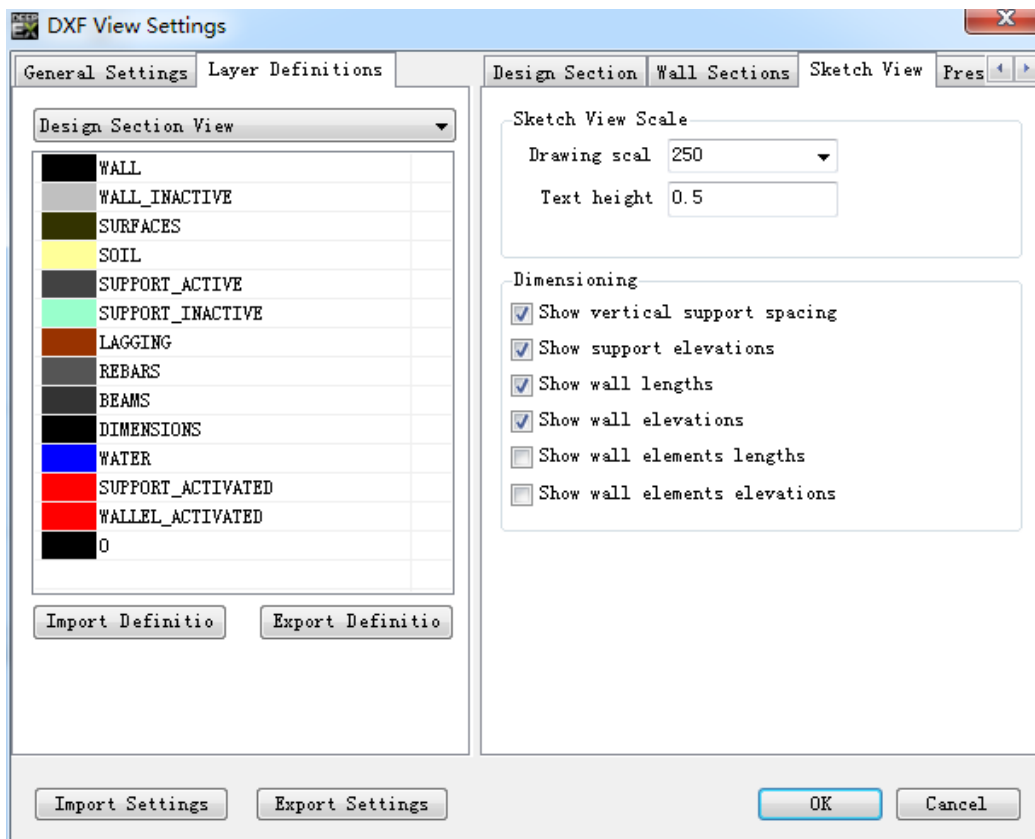 DEEP
EX
DXF View Settings
General Settings
Layer Definitions
Design Section View
WALL
WALL_INACTIVE
SURFACES
SOIL
SUPPORT_ACTIVE
SUPPORT_INACTIVE
LAGGING
REBARS
BEAMS
DIMENSIONS
WATER
SUPPORT_ACTIVATED
WALLEL_ACTIVATED
0
Import Definitio
Export Definitio
Design Section
Wall Sections
Sketch View
Pres
Sketch View Scale
Drawing scal
250
Text height
0.5
Dimensioning
Show vertical support spacing
Show support elevations
Show wall lengths
Show wall elevations
Show wall elements lengths
Show wall elements elevations
Import Settings
Export Settings
OK
Cancel